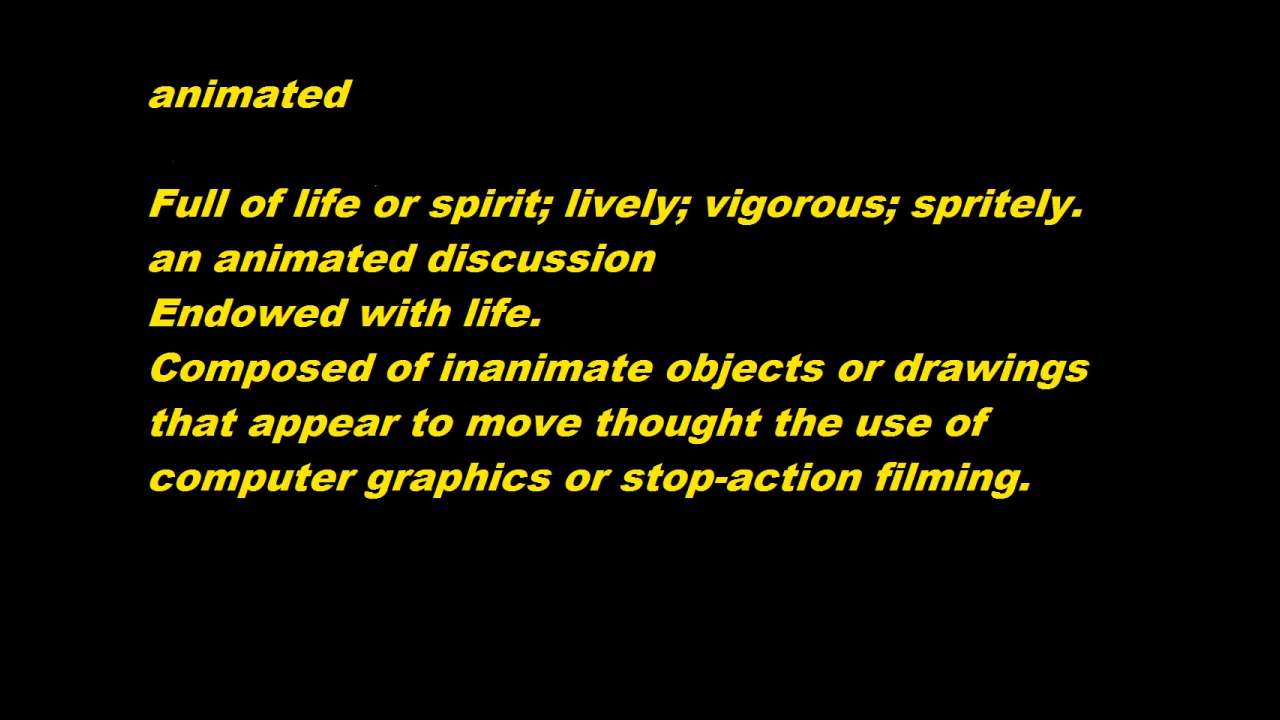 animated
Full of life or spirit; lively; vigorous; spritely.
an animated discussion
Endowed with life.
Composed of inanimate objects or drawings
that appear to move thought the use of
computer graphics or stop-action filming.